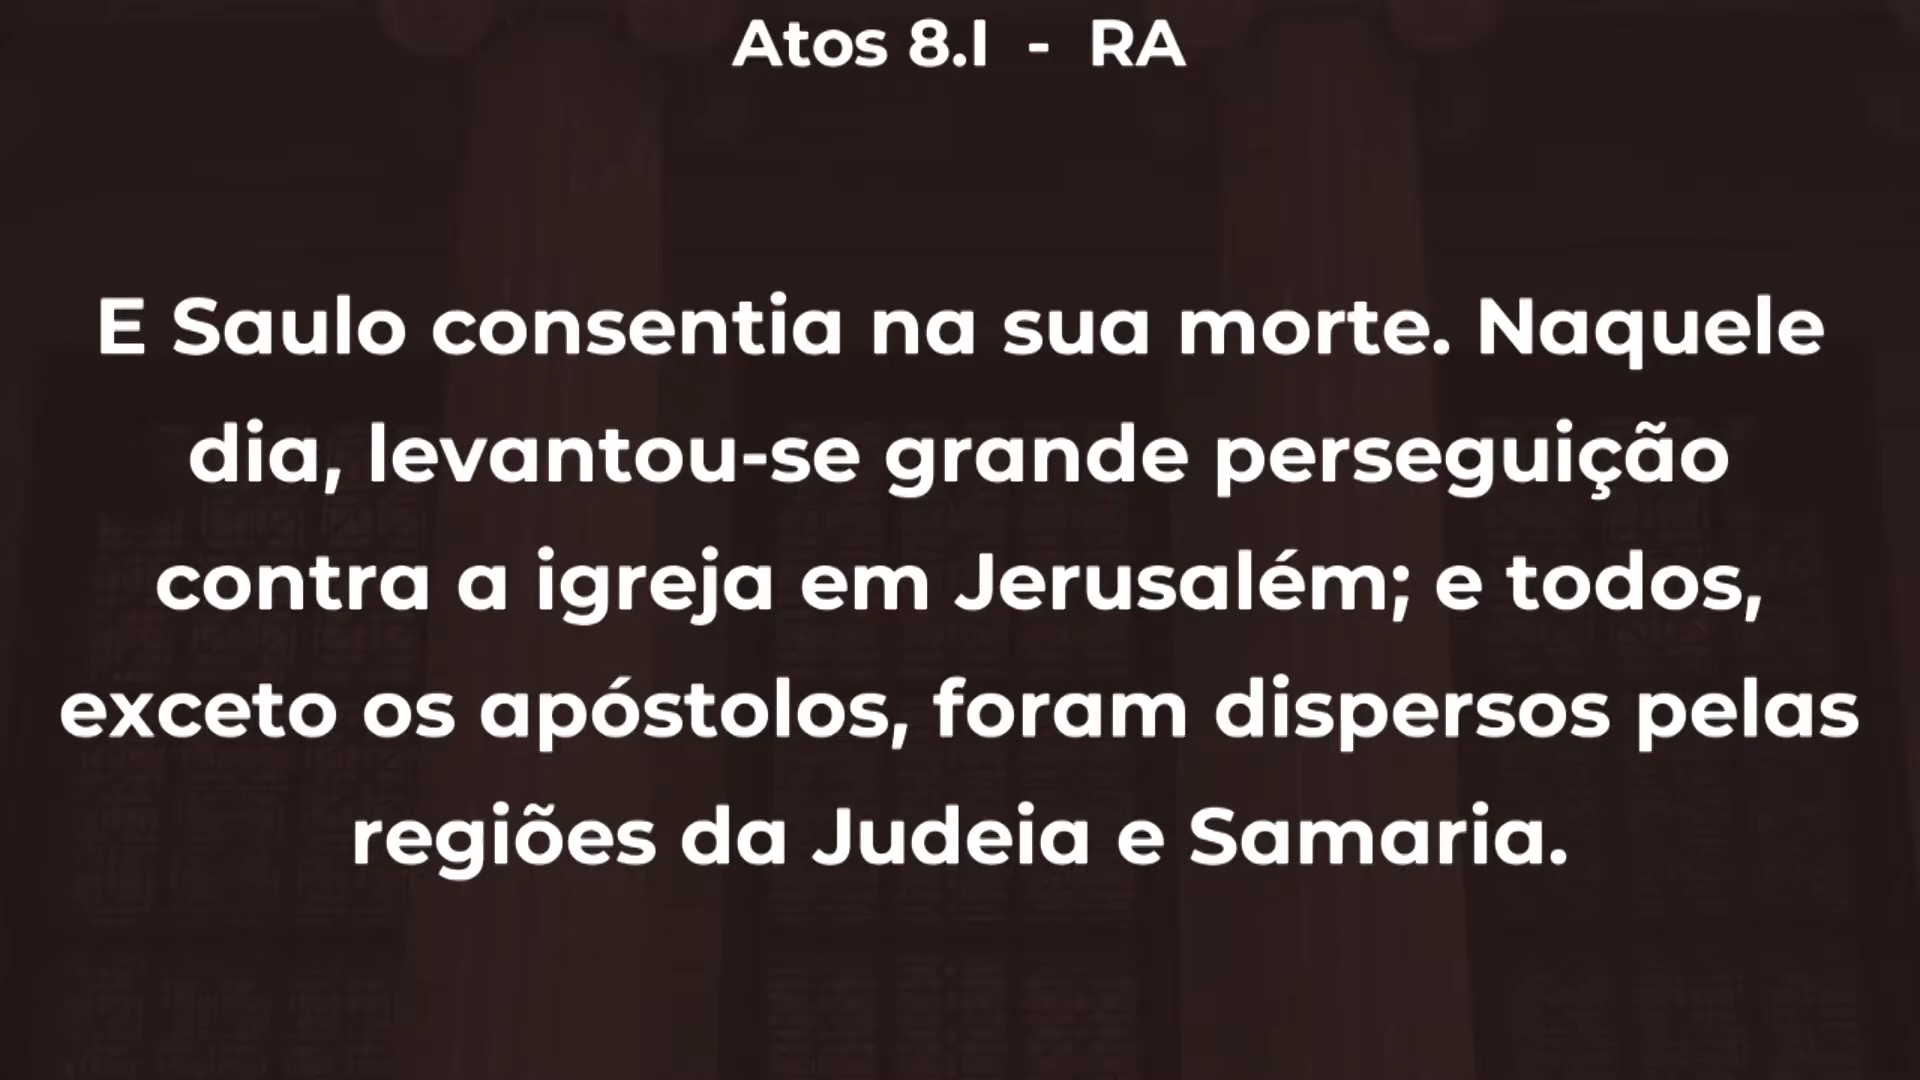 Atos 8.I - RA
E Saulo consentia na sua morte. Naquele
dia, levantou-se grande perseguição
contra a igreja em Jerusalém; e todos,
exceto os apóstolos, foram dispersos pelas
regiões da Judeia e Samaria.